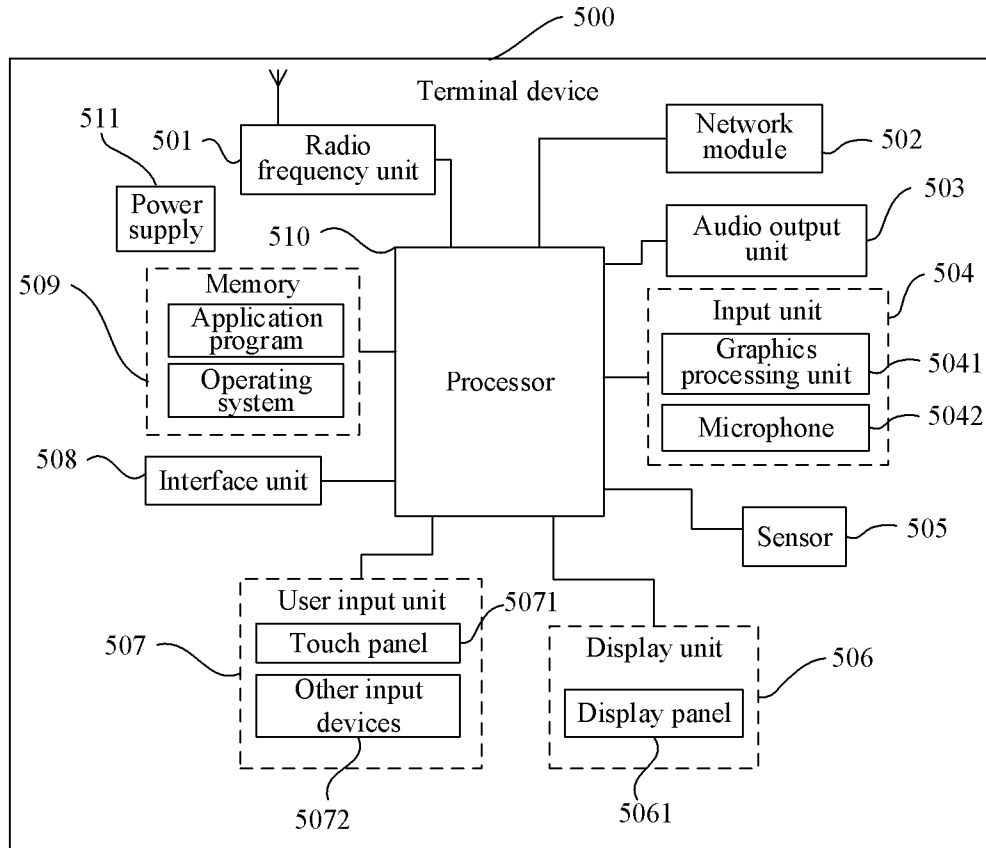 500
Terminal device
511
501
Radio
frequency unit
Network
module
502
Power
supply
510
Audio output
unit
503
509
Memory
Application
program
Operating
system
Processor
504
Input unit
Graphics
processing unit
5041
Microphone
5042
508
Interface unit
Sensor
505
User input unit
5071
Touch panel
507
Other input
devices
5072
Display unit
506
Display panel
5061